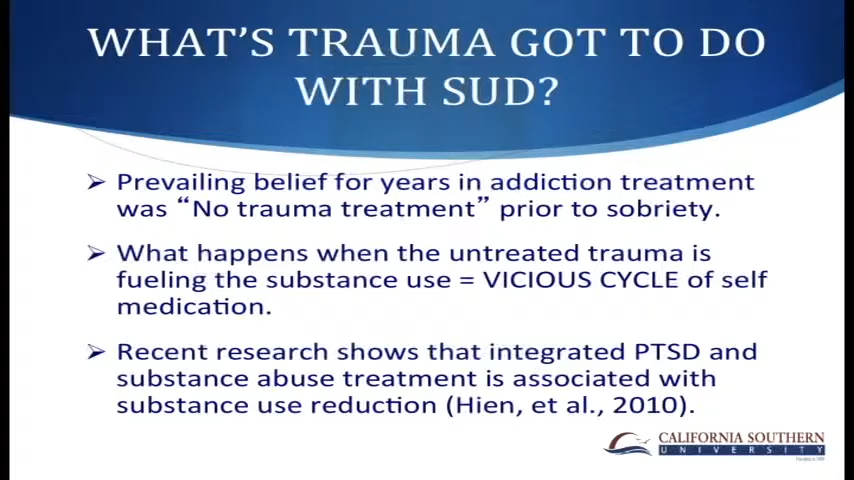 WHAT'S TRAUMA GOT TO DO
WITH SUD?
➢ Prevailing belief for years in addiction treatment
was “No trauma treatment” prior to sobriety.
➢ What happens when the untreated trauma is
fueling the substance use = VICIOUS CYCLE of self
medication.
➢ Recent research shows that integrated PTSD and
substance abuse treatment is associated with
substance use reduction (Hien, et al., 2010).
CALIFORNIA SOUTHERN
UNIVERSITY